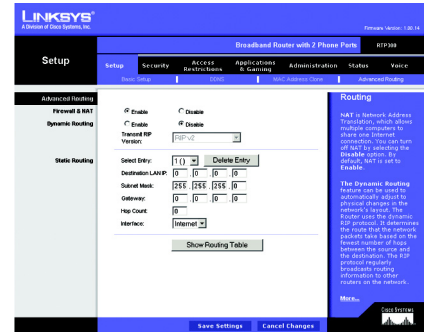 LINKSYS®
A Division of Cisco Systems, Inc.
Firmware Version: 1.00.14
Broadband Router with 2 Phone Ports
RTP300
Setup
Setup
Security
Access Restrictions
Applications & Gaming
Administration
Status
Voice
Basic Setup
DDNS
MAC Address Clone
Advanced Routing
Advanced Routing
Firewall & NAT
Enable
Disable
Dynamic Routing
Enable
Disable
Transmit RIP Version:
RIPv2
Static Routing
Select Entry:
1 ()
Delete Entry
Destination LAN IP:
0 . 0 . 0 . 0
Subnet Mask:
255 . 255 . 255 . 0
Gateway:
0 . 0 . 0 . 0
Hop Count:
0
Interface:
Internet
Show Routing Table
Routing
NAT is Network Address
Translation, which allows
multiple computers to
share one Internet
connection. You can turn
off NAT by selecting the
Disable option. By
default, NAT is set to
Enable.
The Dynamic Routing
feature can be used to
automatically adjust to
physical changes in the
network's layout. The
Router uses the dynamic
RIP protocol. It determines
the route that the network
packets take based on the
fewest number of hops
between the source and
the destination. The RIP
protocol regularly
broadcasts routing
information to other
routers on the network.
More...
Save Settings
Cancel Changes
CISCO SYSTEMS